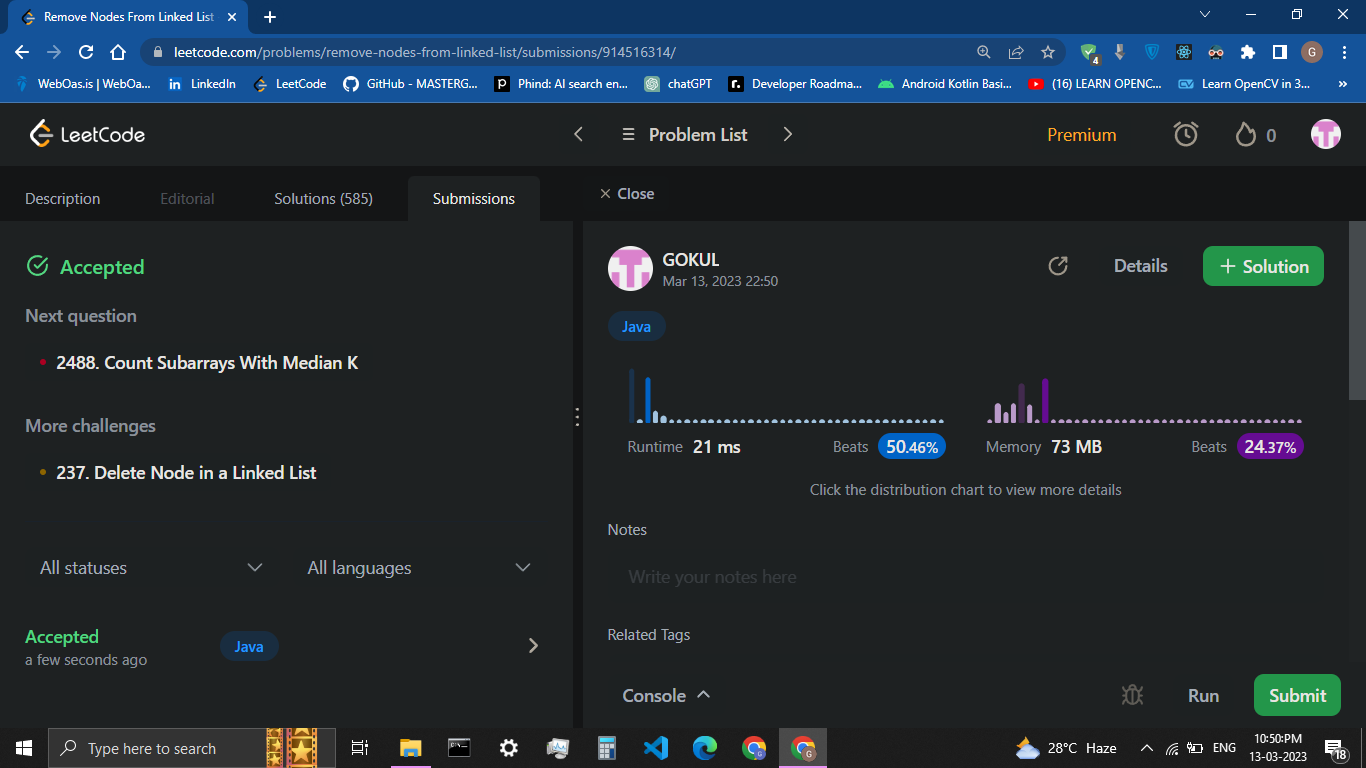 Remove Nodes From Linked List
leetcode.com/problems/remove-nodes-from-linked-list/submissions/914516314/
4
G
WebOas.is | WebOa...
LinkedIn
LeetCode
GitHub - MASTERG...
Phind: AI search en...
chatGPT
Developer Roadma...
Android Kotlin Basi...
(16) LEARN OPENC...
Learn OpenCV in 3...
»
LeetCode
Problem List
Premium
0
Description
Editorial
Solutions (585)
Submissions
Close
Accepted
Next question
2488. Count Subarrays With Median K
More challenges
237. Delete Node in a Linked List
All statuses
All languages
Accepted
a few seconds ago
Java
GOKUL
Mar 13, 2023 22:50
Details
+ Solution
Java
Runtime 21 ms
Beats 50.46%
Memory 73 MB
Beats 24.37%
Click the distribution chart to view more details
Notes
Write your notes here
Related Tags
Console
Run
Submit
Type here to search
28°C Haze
ENG
10:50:PM
13-03-2023
18